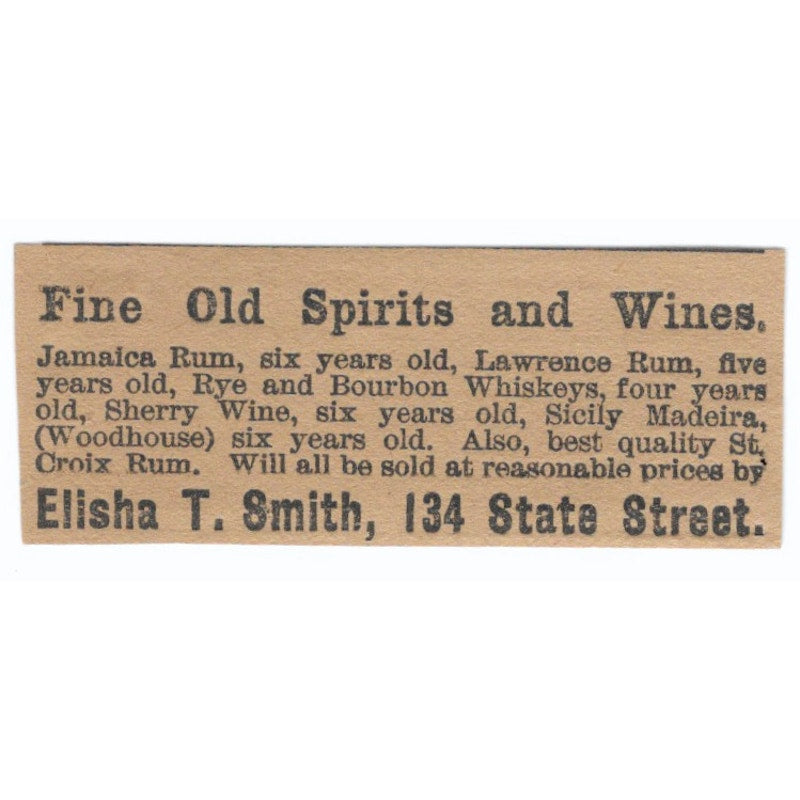 Fine Old Spirits and Wines.
Jamaica Rum, six years old, Lawrence Rum, five
years old, Rye and Bourbon Whiskeys, four years
old, Sherry Wine, six years old, Sicily Madeira,
(Woodhouse) six years old. Also, best quality St.
Croix Rum. Will all be sold at reasonable prices by
Elisha T. Smith, 134 State Street.